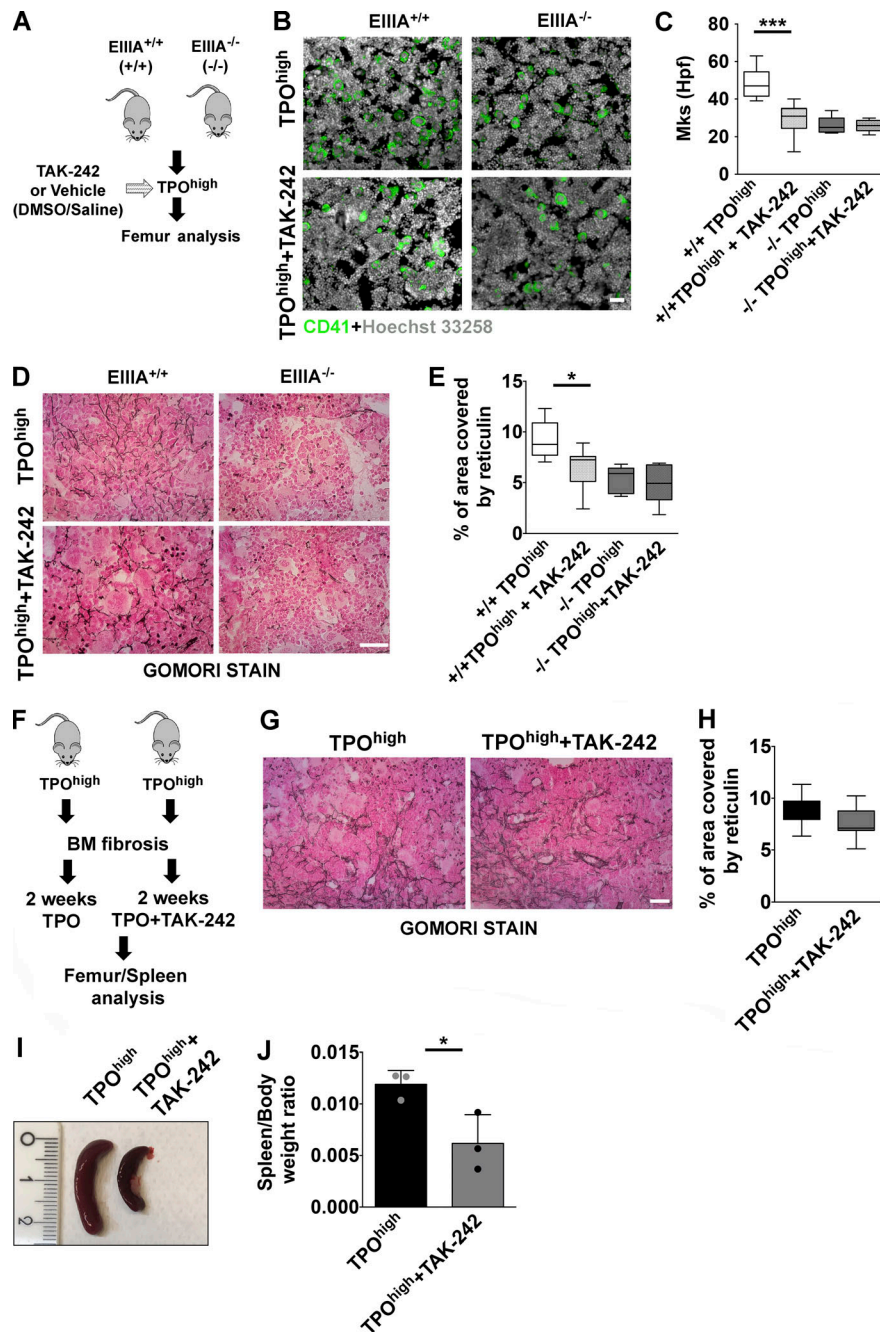 A
EIIIA+/+
(+/+)
EIIIA-/-
(-/-)
TAK-242
or Vehicle
(DMSO/Saline)
TPOhigh
Femur analysis
B
EIIIA+/+
EIIIA-/-
TPOhigh
TPOhigh+TAK-242
CD41+Hoechst 33258
C
***
Mks (Hpf)
80
60
40
20
0
+/+ TPOhigh
+/+TPOhigh + TAK-242
-/- TPOhigh
-/- TPOhigh+TAK-242
D
EIIIA+/+
EIIIA-/-
TPOhigh
TPOhigh+TAK-242
GOMORI STAIN
E
*
% of area covered
by reticulin
15
10
5
0
+/+ TPOhigh
+/+TPOhigh + TAK-242
-/- TPOhigh
-/- TPOhigh+TAK-242
F
TPOhigh
TPOhigh
BM fibrosis
2 weeks
TPO
2 weeks
TPO+TAK-242
Femur/Spleen
analysis
G
TPOhigh
TPOhigh+TAK-242
GOMORI STAIN
H
% of area covered
by reticulin
15
10
5
0
TPOhigh
TPOhigh+TAK-242
I
TPOhigh
TPOhigh+
TAK-242
0
1
2
J
*
Spleen/Body
weight ratio
0.015
0.010
0.005
0.000
TPOhigh
TPOhigh+TAK-242